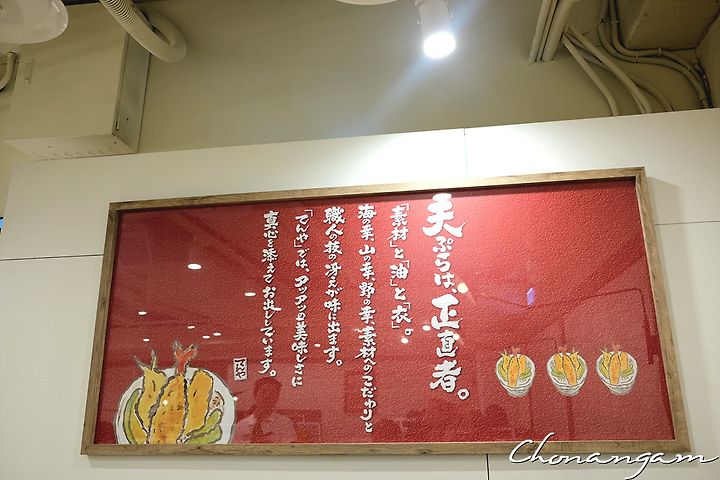 天ぷらは、正直者。
「素材」と「油」と「衣」。
海の幸、山の幸、野の幸、素材へのこだわりと
職人の技の冴えが味に出ます。
「てんや」では、アツアツの美味しさに
真心を添えてお出ししています。
てんや
Chonangam